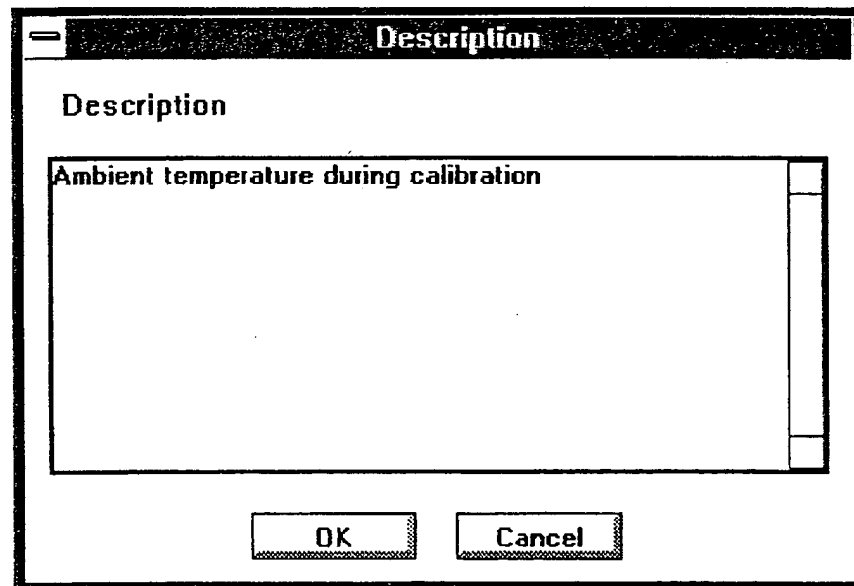 Description
Description
Ambient temperature during calibration
OK
Cancel